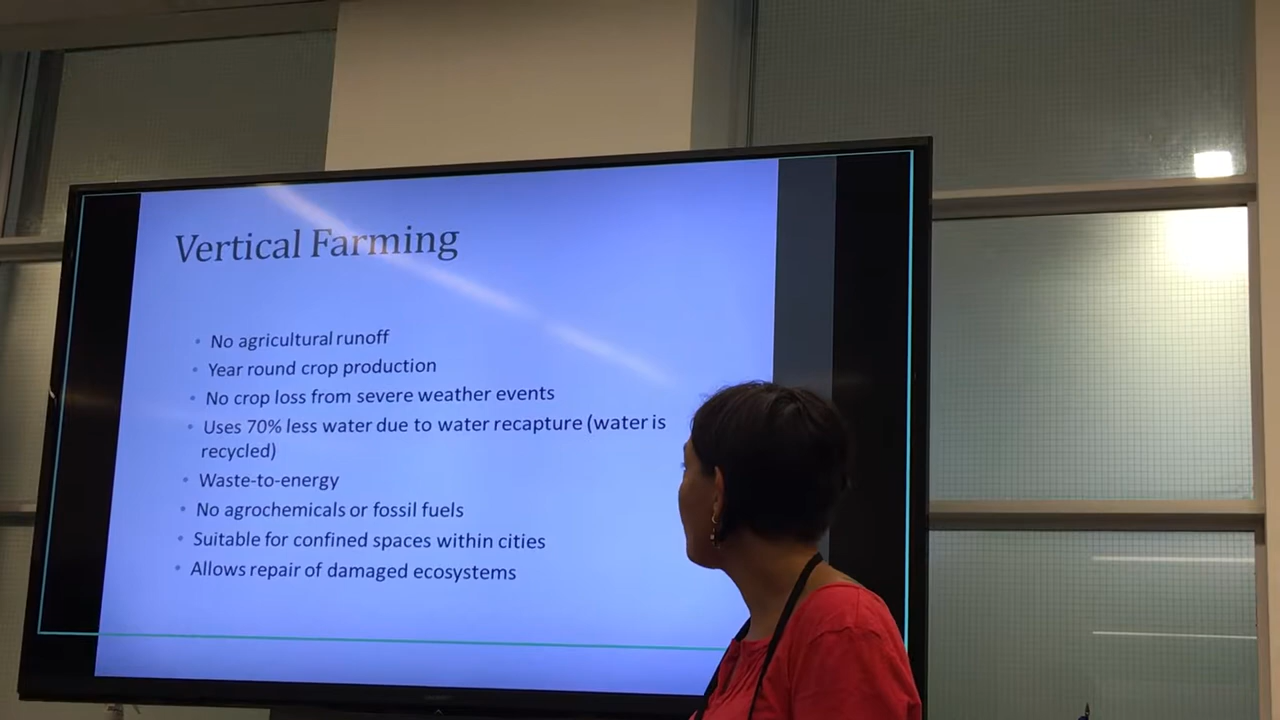 Vertical Farming
• No agricultural runoff
• Year round crop production
• No crop loss from severe weather events
• Uses 70% less water due to water recapture (water is
recycled)
• Waste-to-energy
• No agrochemicals or fossil fuels
• Suitable for confined spaces within cities
• Allows repair of damaged ecosystems